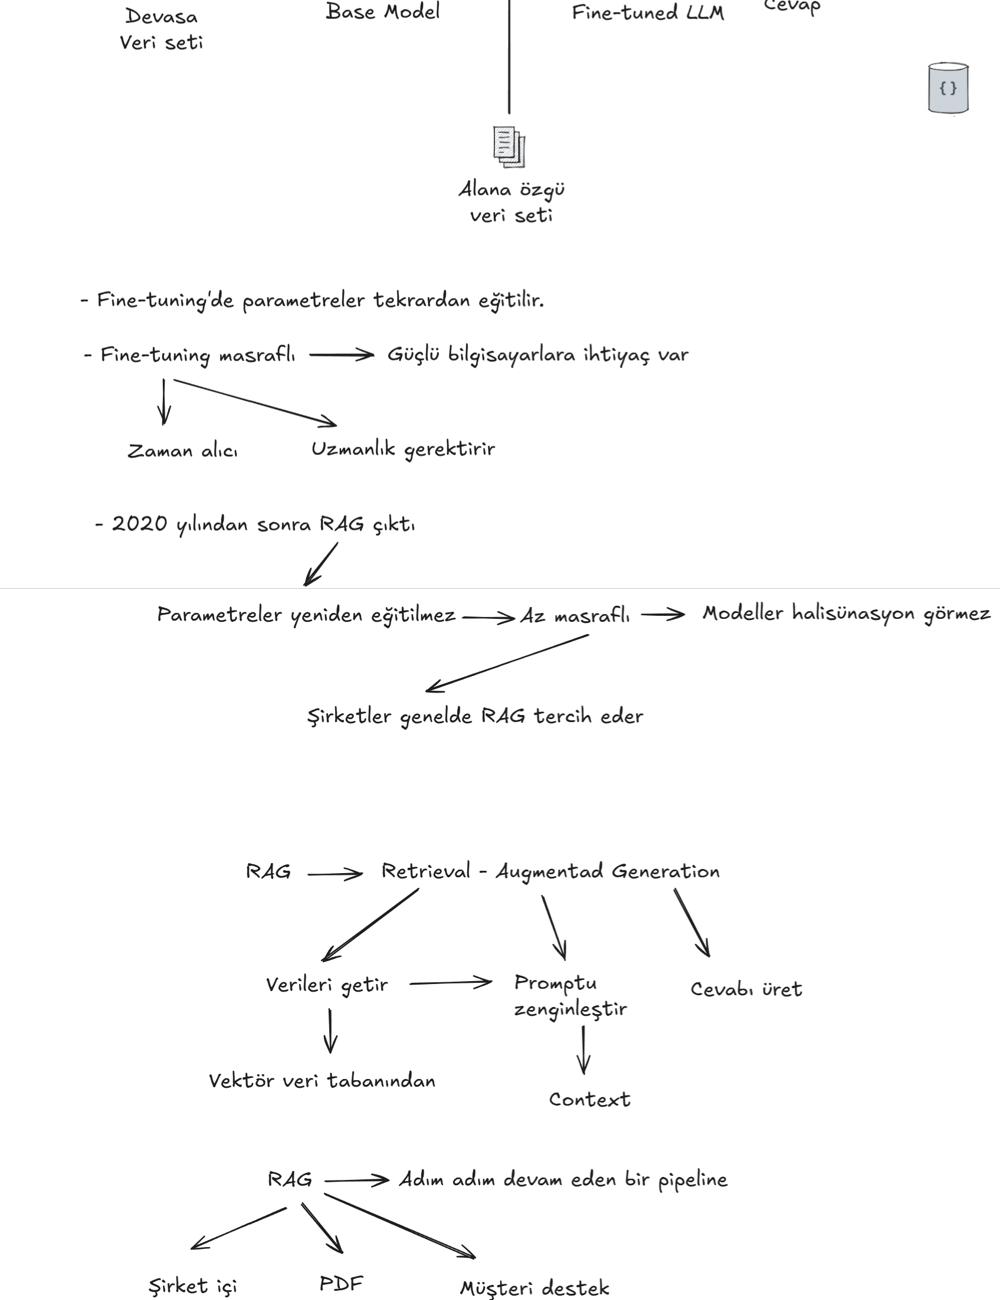 Devasa
Veri seti
Base Model
Fine-tuned LLM
Cevap
{}
Alana özgü
veri seti
- Fine-tuning'de parametreler tekrardan eğitilir.
- Fine-tuning masraflı
Güçlü bilgisayarlara ihtiyaç var
Zaman alıcı
Uzmanlık gerektirir
- 2020 yılından sonra RAG çıktı
Parametreler yeniden eğitilmez
Az masraflı
Modeller halisünasyon görmez
Şirketler genelde RAG tercih eder
RAG
Retrieval - Augmentad Generation
Verileri getir
Promptu
zenginleştir
Cevabı üret
Vektör veri tabanından
Context
RAG
Adım adım devam eden bir pipeline
Şirket içi
PDF
Müşteri destek